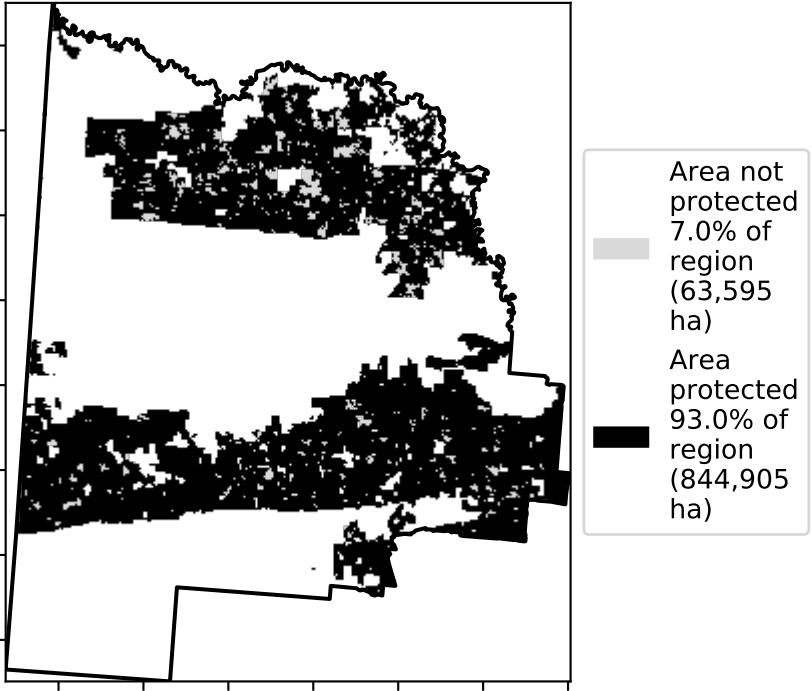 Area not
protected
7.0% of
region
(63,595
ha)
Area
protected
93.0% of
region
(844,905
ha)